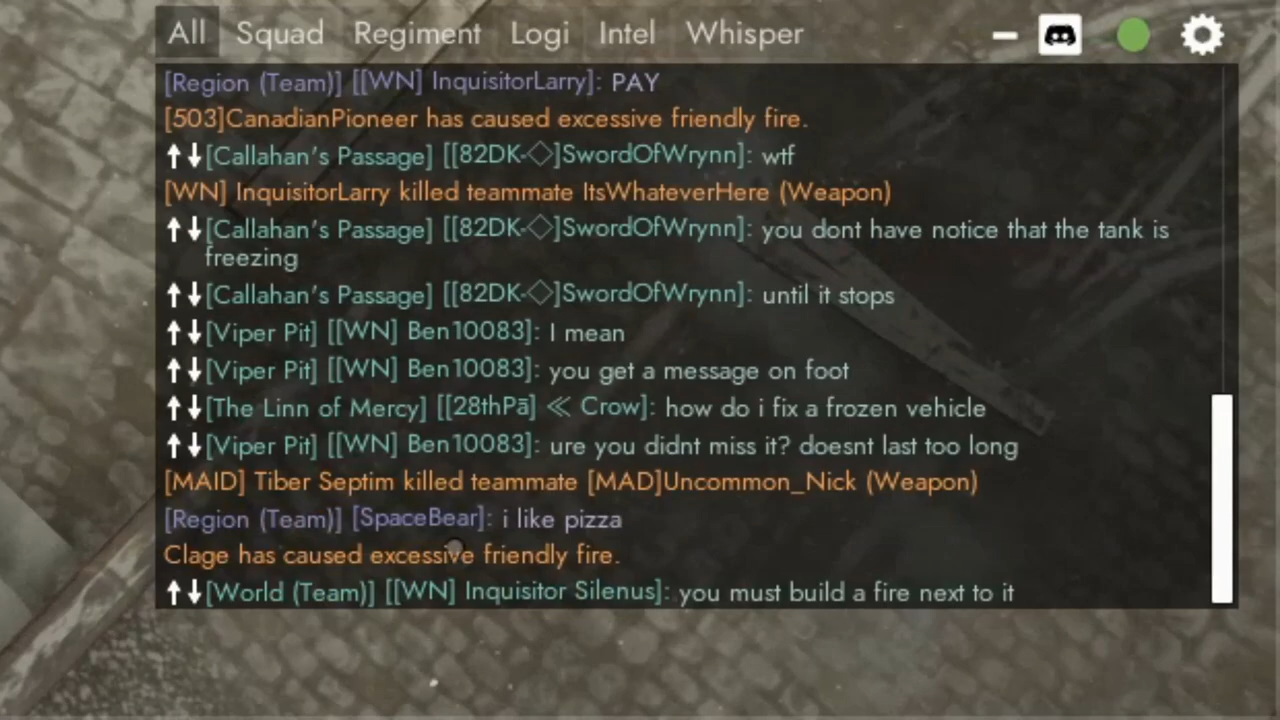 All Squad Regiment Logi Intel Whisper
[Region (Team)] [[WN] InquisitorLarry]: PAY
[503]CanadianPioneer has caused excessive friendly fire.
↑↓[Callahan's Passage] [[82DK-◇]SwordOfWrynn]: wtf
[WN] InquisitorLarry killed teammate ItsWhateverHere (Weapon)
↑↓[Callahan's Passage] [[82DK-◇]SwordOfWrynn]: you dont have notice that the tank is
freezing
↑↓[Callahan's Passage] [[82DK-◇]SwordOfWrynn]: until it stops
↑↓[Viper Pit] [[WN] Ben10083]: I mean
↑↓[Viper Pit] [[WN] Ben10083]: you get a message on foot
↑↓[The Linn of Mercy] [[28thPā] ≪ Crow]: how do i fix a frozen vehicle
↑↓[Viper Pit] [[WN] Ben10083]: ure you didnt miss it? doesnt last too long
[MAID] Tiber Septim killed teammate [MAD]Uncommon_Nick (Weapon)
[Region (Team)] [SpaceBear]: i like pizza
Clage has caused excessive friendly fire.
↑↓[World (Team)] [[WN] Inquisitor Silenus]: you must build a fire next to it